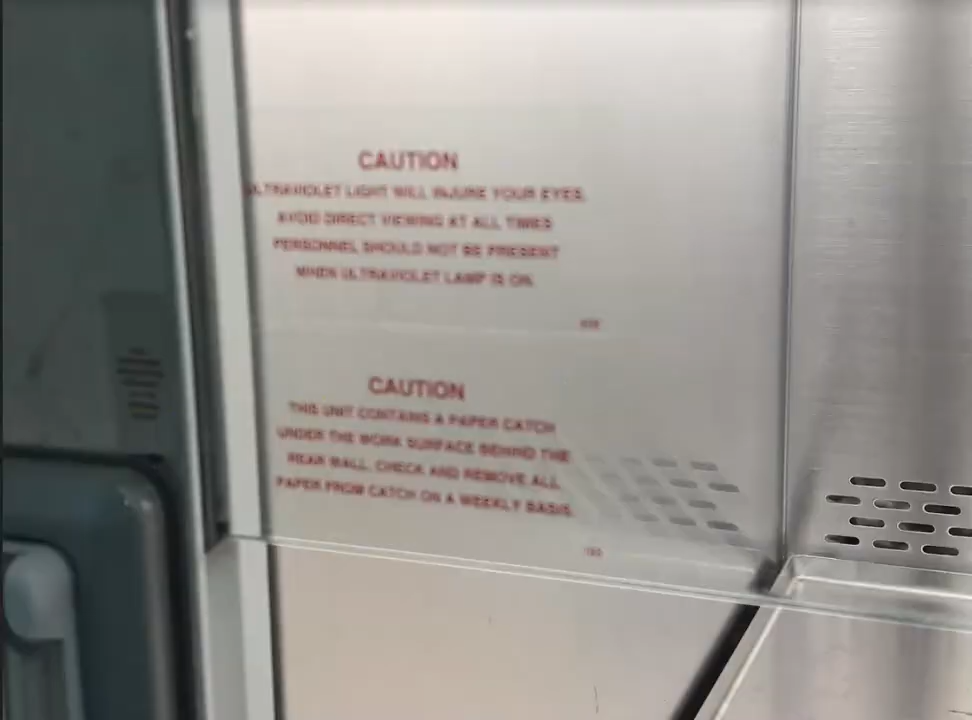 CAUTION
ULTRAVIOLET LIGHT WILL INJURE YOUR EYES.
AVOID DIRECT VIEWING AT ALL TIMES
PERSONNEL SHOULD NOT BE PRESENT
WHEN ULTRAVIOLET LAMP IS ON.
CAUTION
THIS UNIT CONTAINS A PAPER CATCH
UNDER THE WORK SURFACE BEHIND THE
REAR WALL. CHECK AND REMOVE ALL
PAPER FROM CATCH ON A WEEKLY BASIS.